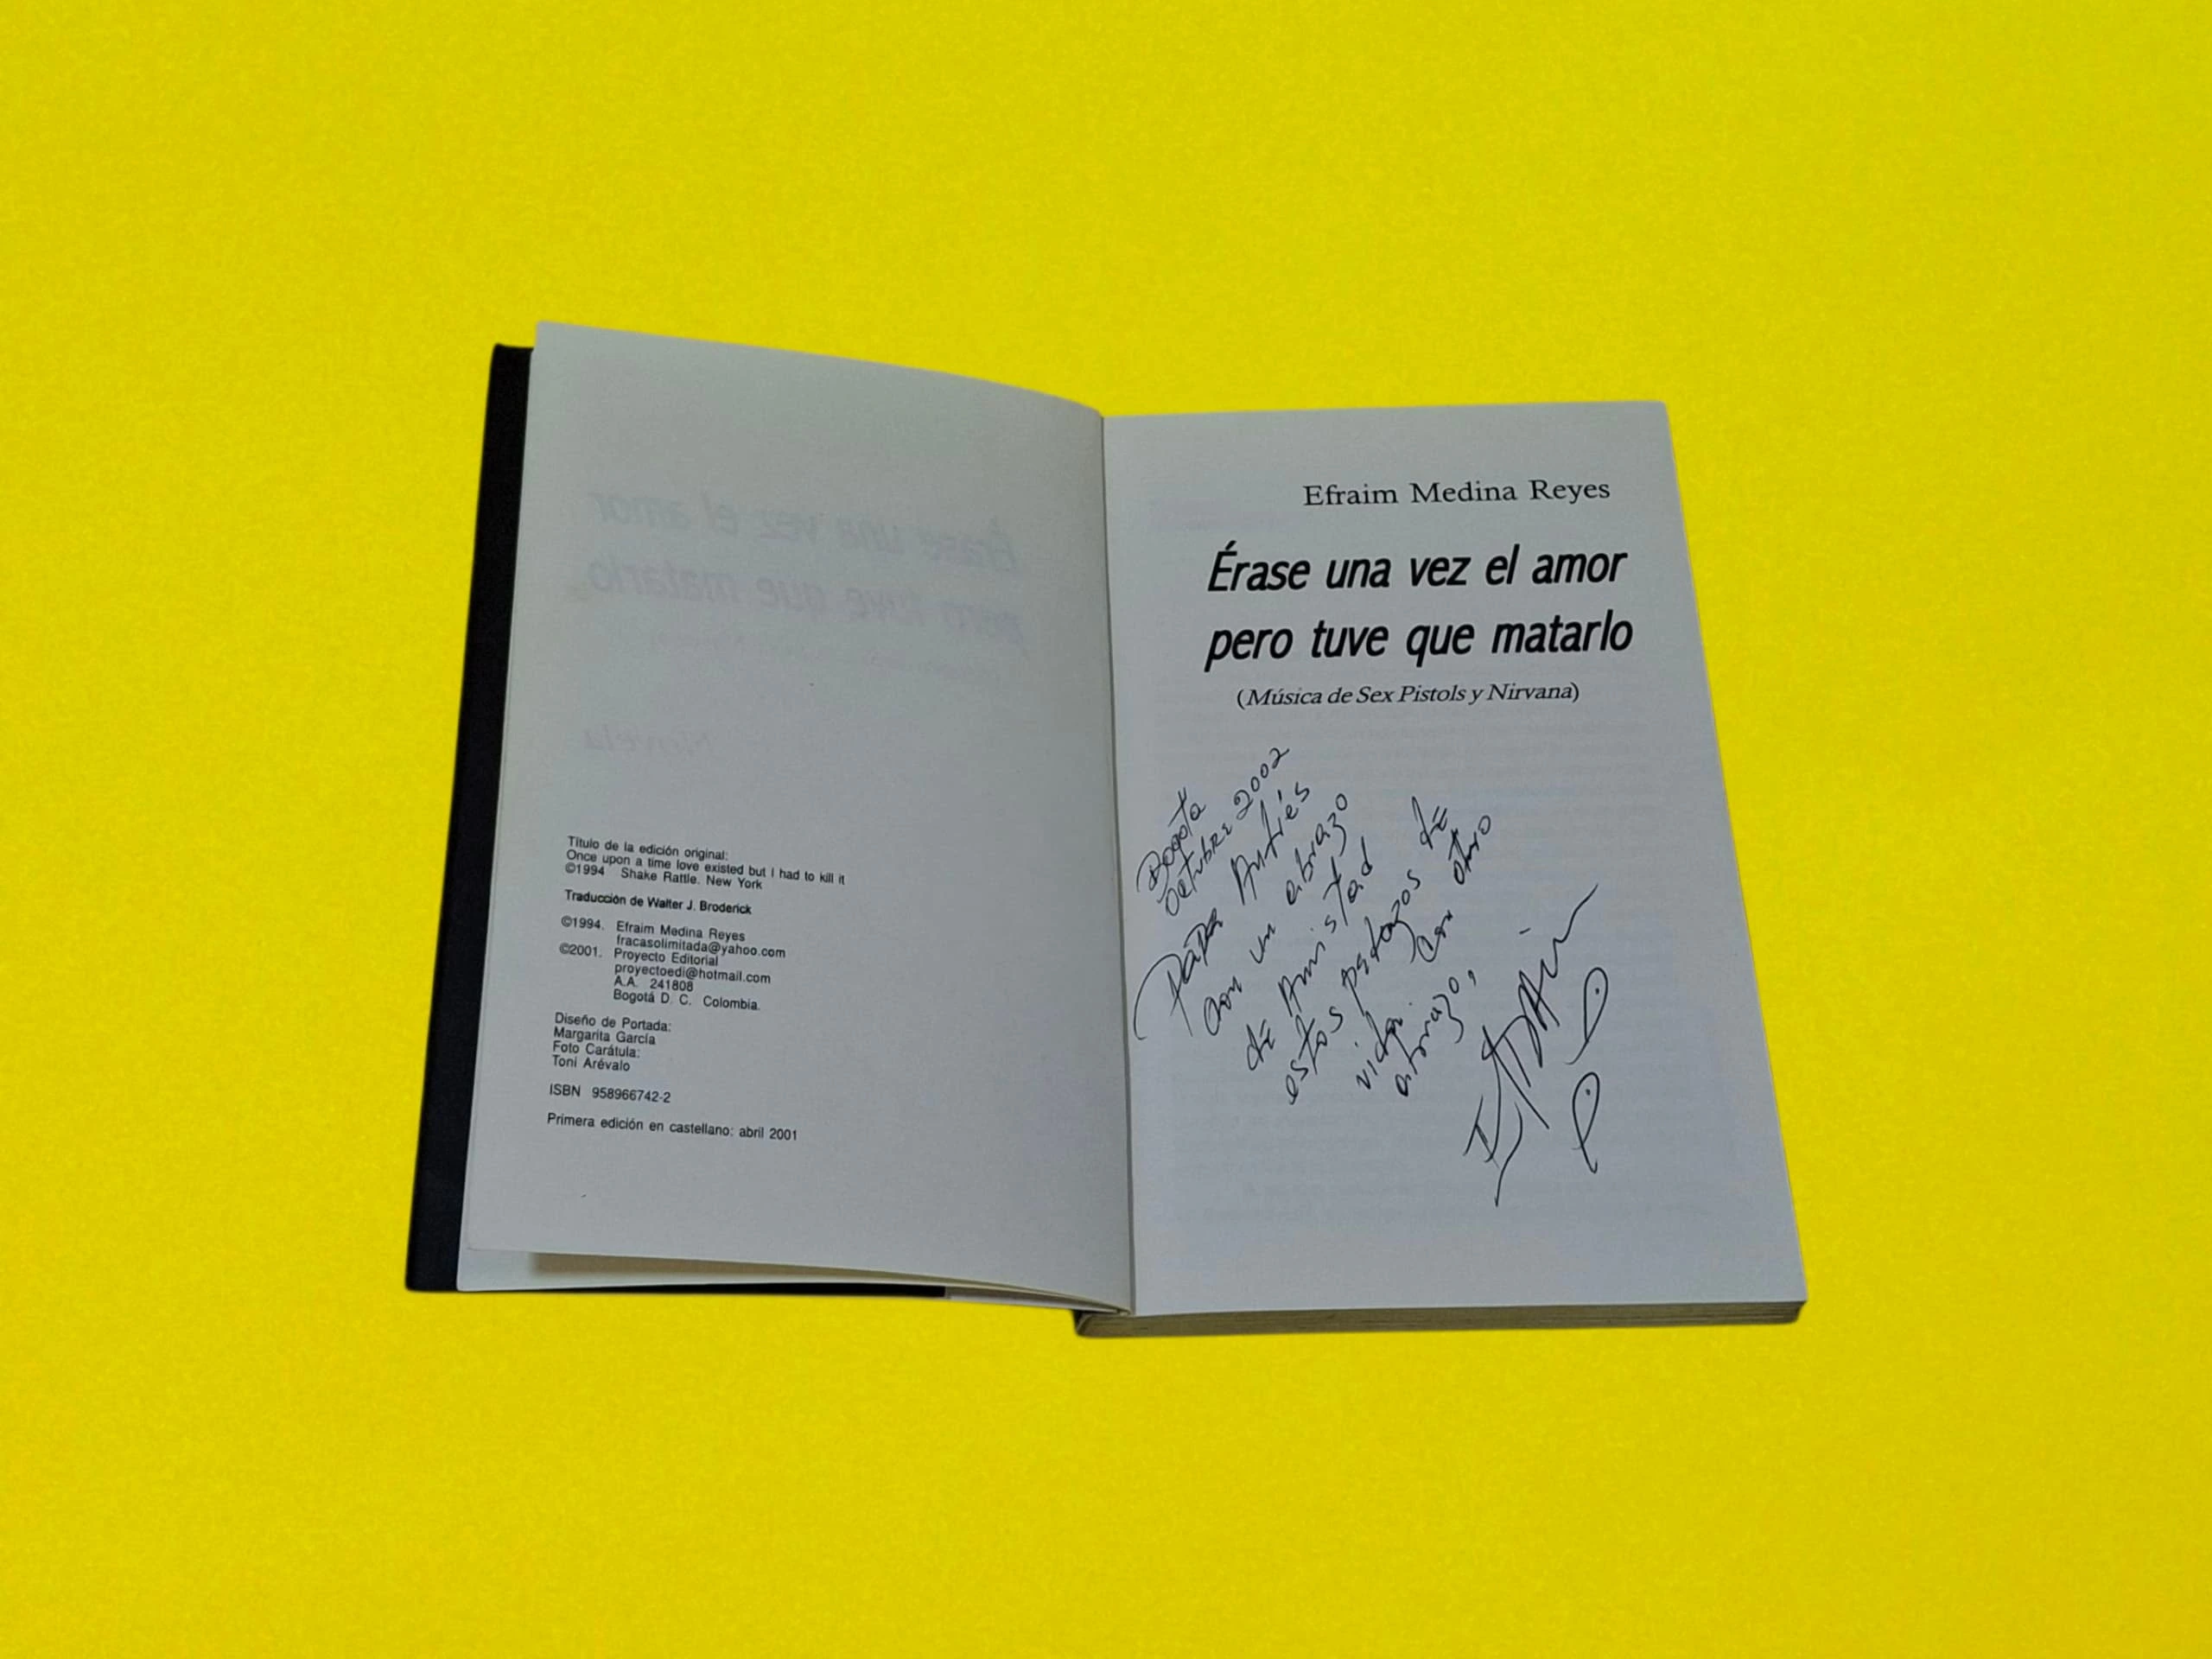 Título de la edición original:
Once upon a time love existed but I had to kill it
©1994 Shake Rattle. New York
Traducción de Walter J. Broderick
©1994. Efraim Medina Reyes
fracasolimitada@yahoo.com
©2001. Proyecto Editorial
proyectoedi@hotmail.com
A.A. 241808
Bogotá D. C. Colombia.
Diseño de Portada:
Margarita García
Foto Carátula:
Toni Arévalo
ISBN 958966742-2
Primera edición en castellano: abril 2001
Efraim Medina Reyes
Érase una vez el amor
pero tuve que matarlo
(Música de Sex Pistols y Nirvana)
Bogotá
Octubre 2002
Para Andrés
con un abrazo
de Amistad
estos pedazos de
vida. Con otro
abrazo,
Efraim